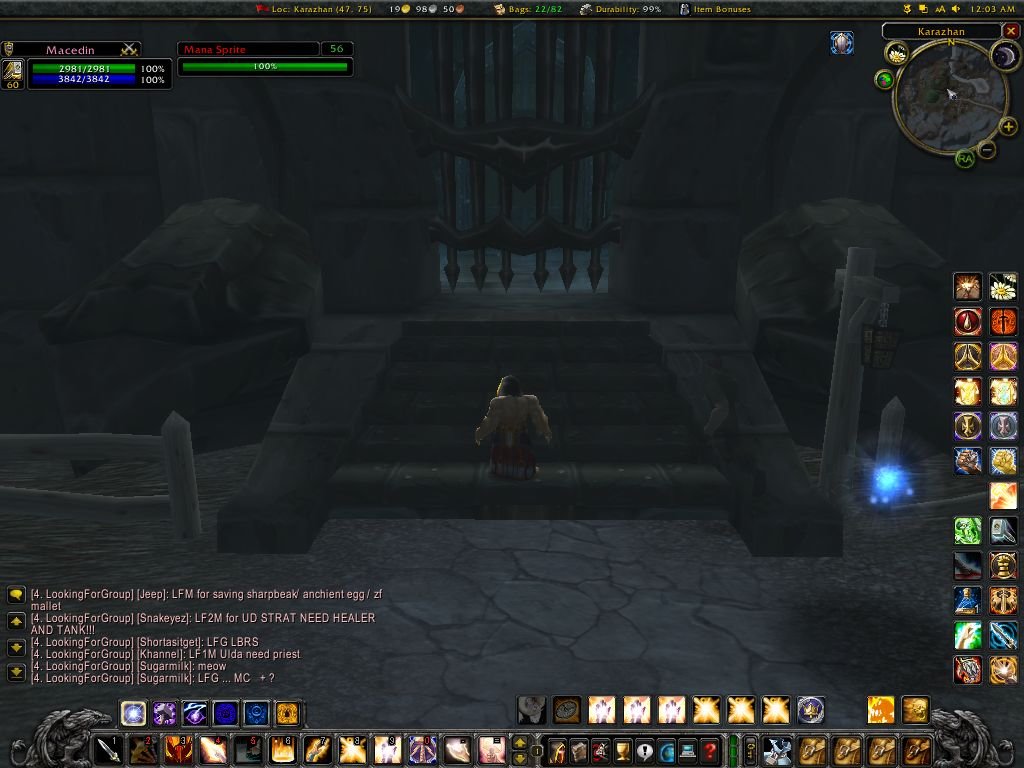 Loc: Karazhan (47, 75) 19 98 50 Bags: 22/82 Durability: 99% Item Bonuses AA 12:03 AM
Karazhan
Macedin
Mana Sprite 56
2981/2981 100%
100%
3842/3842 100%
60
N
RA
[4. LookingForGroup] [Jeep]: LFM for saving sharpbeak/ anchient egg / zf
mallet
[4. LookingForGroup] [Snakeyez]: LF2M for UD STRAT NEED HEALER
AND TANK!!!
[4. LookingForGroup] [Shortasitget]: LFG LBRS
[4. LookingForGroup] [Khannel]: LF1M Ulda need priest
[4. LookingForGroup] [Sugarmilk]: meow
[4. LookingForGroup] [Sugarmilk]: LFG ... MC + ?